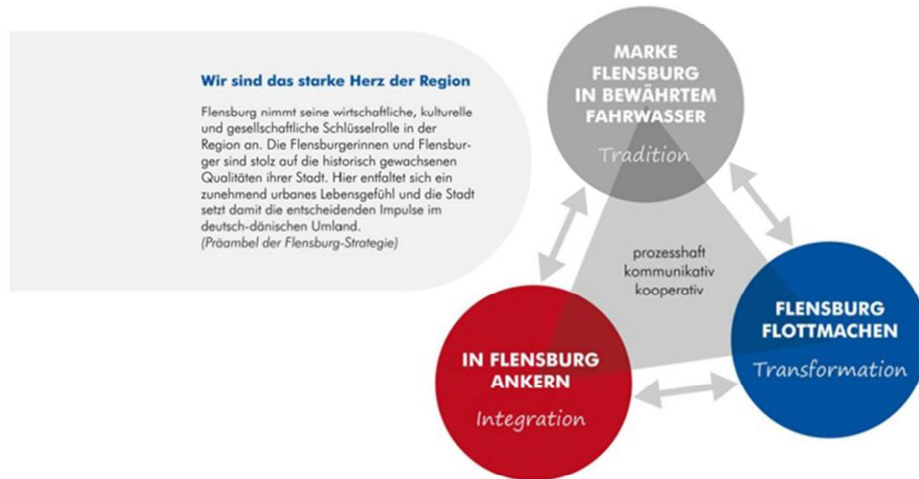 Wir sind das starke Herz der Region
Flensburg nimmt seine wirtschaftliche, kulturelle
und gesellschaftliche Schlüsselrolle in der
Region an. Die Flensburgerinnen und Flensbur-
ger sind stolz auf die historisch gewachsenen
Qualitäten ihrer Stadt. Hier entfaltet sich ein
zunehmend urbanes Lebensgefühl und die Stadt
setzt damit die entscheidenden Impulse im
deutsch-dänischen Umland.
(Präambel der Flensburg-Strategie)
MARKE
FLENSBURG
IN BEWÄHRTEM
FAHRWASSER
Tradition
prozesshaft
kommunikativ
kooperativ
IN FLENSBURG
ANKERN
Integration
FLENSBURG
FLOTTMACHEN
Transformation